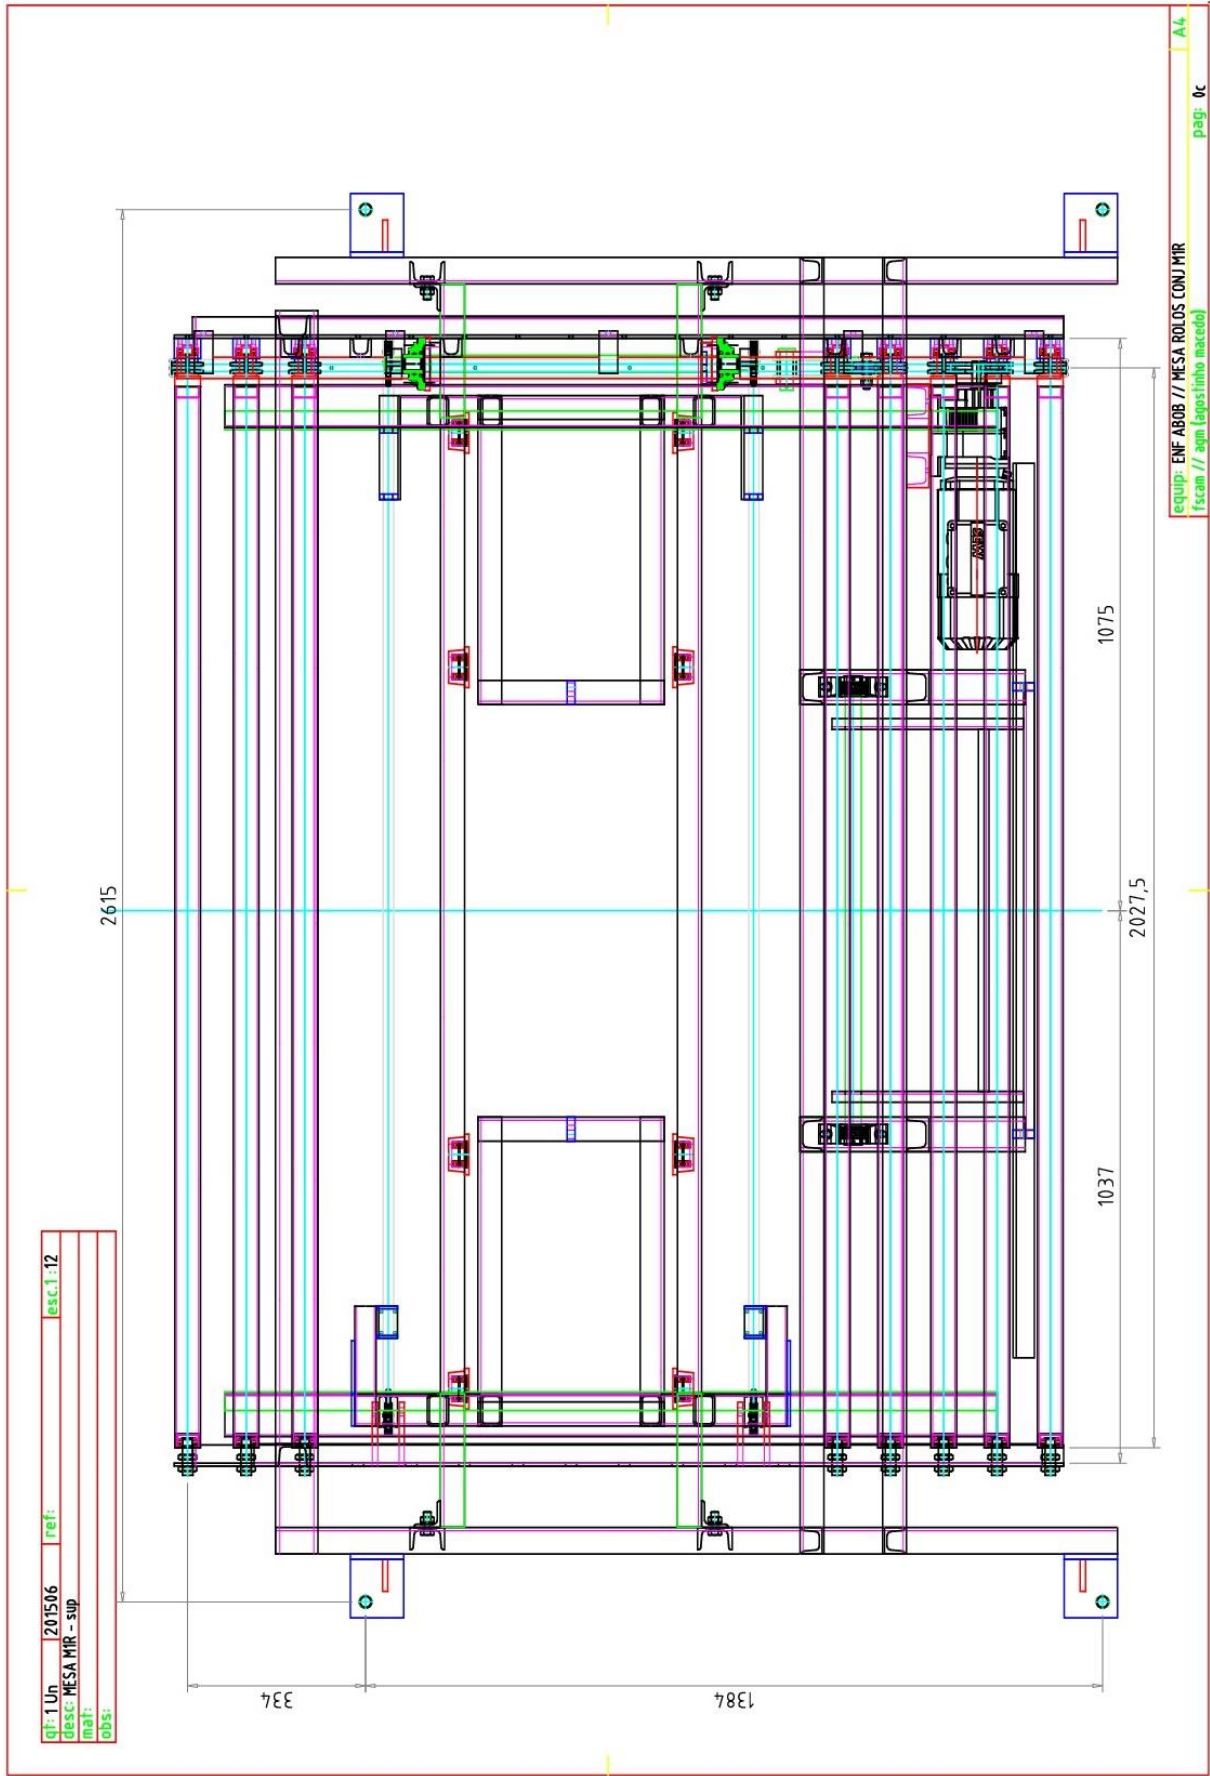 qt: 1 Un 201506 ref: esc.1 :12
desc: MESA M1R - sup
mat:
obs:
2615
334
1384
1037
1075
2027,5
SEW
equip: ENF ABOB // MESA ROLOS CONJ M1R A4
fscam // agm (agostinho macedo) pag: 0c